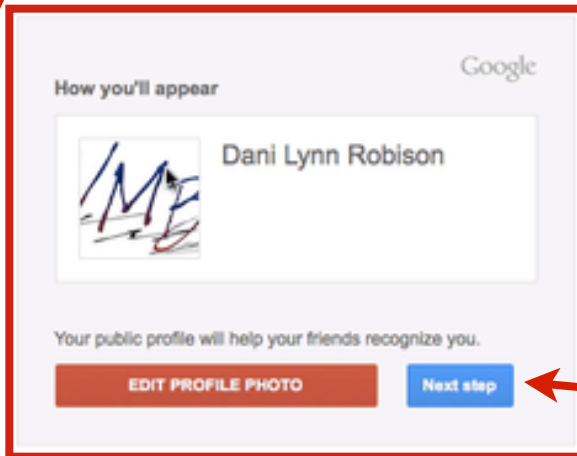 Google
How you'll appear
Dani Lynn Robison
Your public profile will help your friends recognize you.
EDIT PROFILE PHOTO
Next step